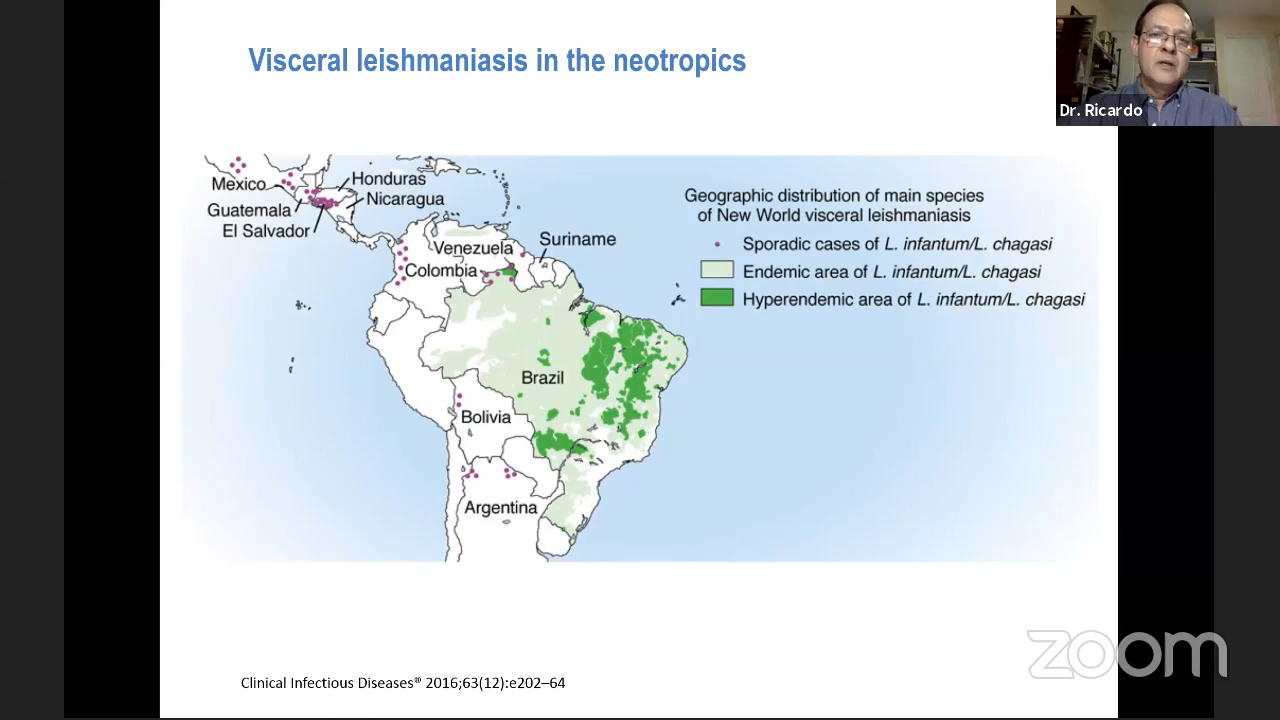 Visceral leishmaniasis in the neotropics
Dr. Ricardo
Mexico
Honduras
Nicaragua
Guatemala
El Salvador
Venezuela
Suriname
Colombia
Brazil
Bolivia
Argentina
Geographic distribution of main species
of New World visceral leishmaniasis
Sporadic cases of L. infantum/L. chagasi
Endemic area of L. infantum/L. chagasi
Hyperendemic area of L. infantum/L. chagasi
zoom
Clinical Infectious Diseases® 2016;63(12):e202–64